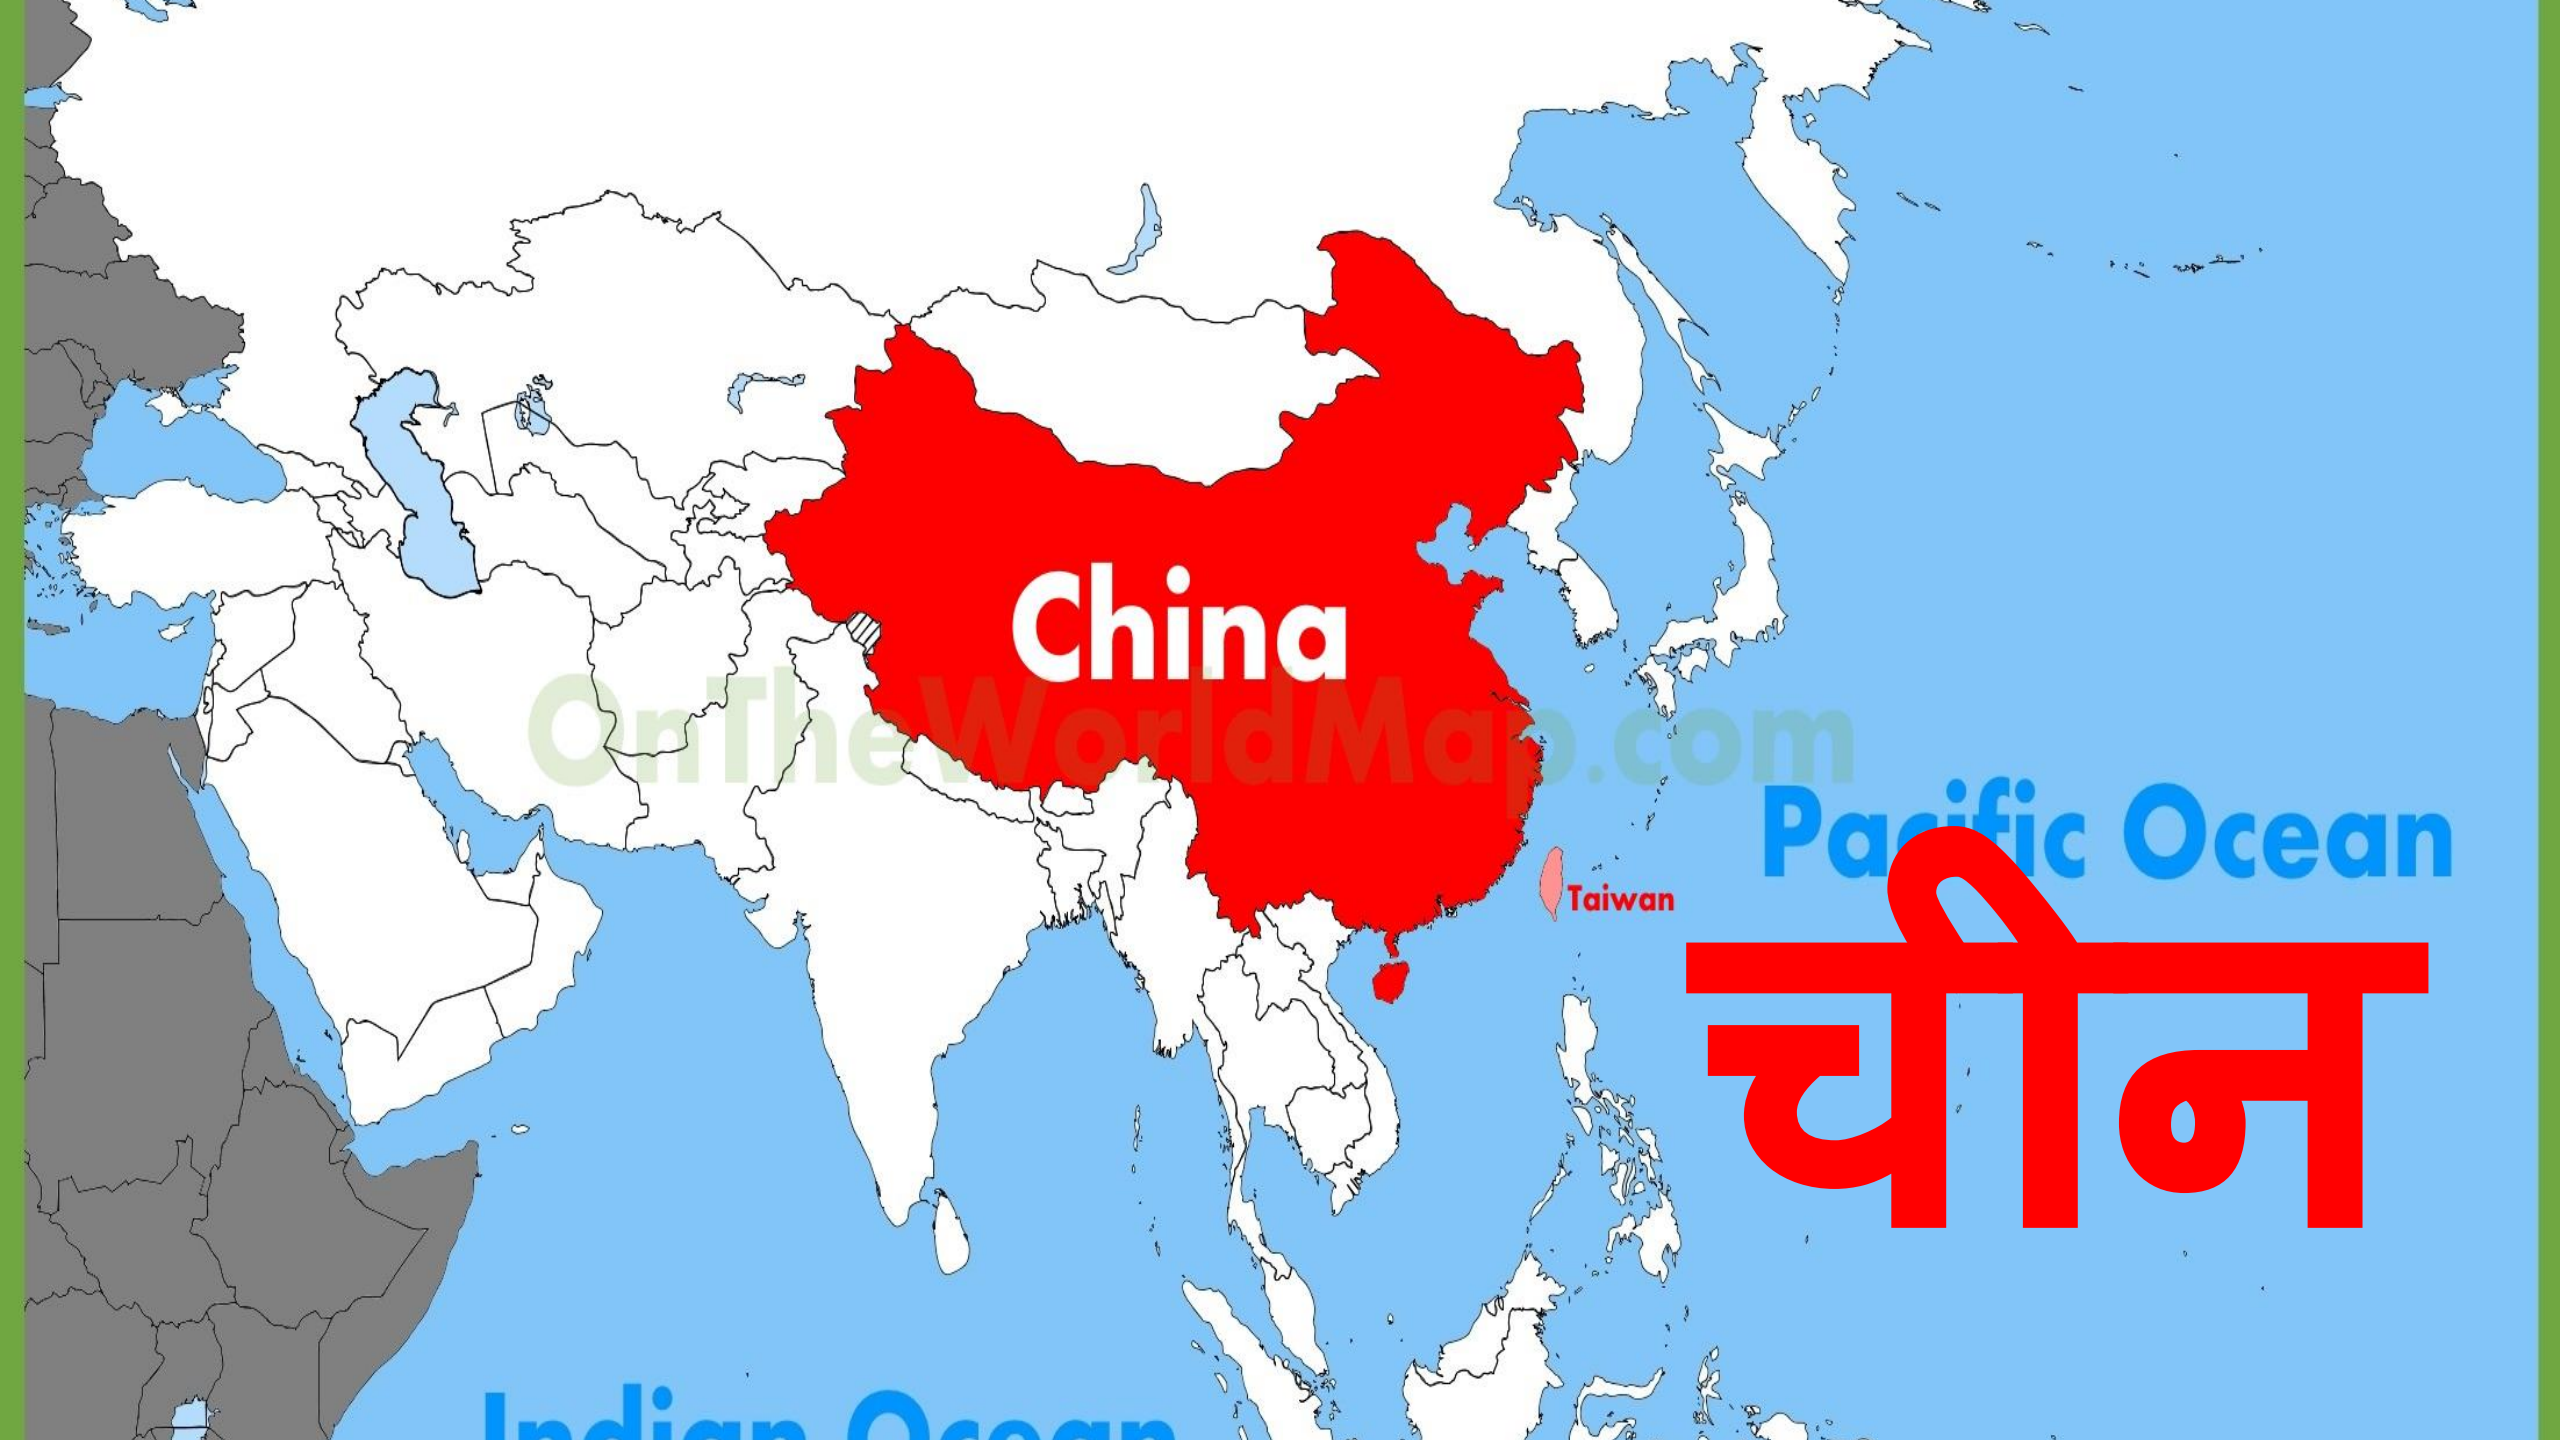 China
OnTheWorldMap.com
Pacific Ocean
Taiwan
चीन
Indian Ocean